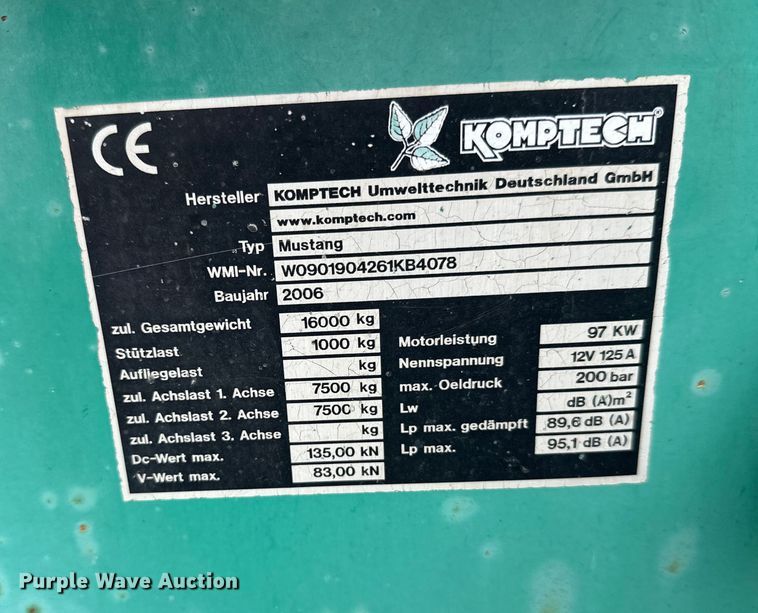 CE
KOMPTECH®
Hersteller KOMPTECH Umwelttechnik Deutschland GmbH
www.komptech.com
Typ Mustang
WMI-Nr. W0901904261KB4078
Baujahr 2006
zul. Gesamtgewicht 16000 kg
Stützlast 1000 kg
Aufliegelast kg
zul. Achslast 1. Achse 7500 kg
zul. Achslast 2. Achse 7500 kg
zul. Achslast 3. Achse kg
Dc-Wert max. 135,00 kN
V-Wert max. 83,00 kN
Motorleistung 97 KW
Nennspannung 12V 125 A
max. Oeldruck 200 bar
Lw dB (A)m²
Lp max. gedämpft 89,6 dB (A)
Lp max. 95,1 dB (A)
Purple Wave Auction